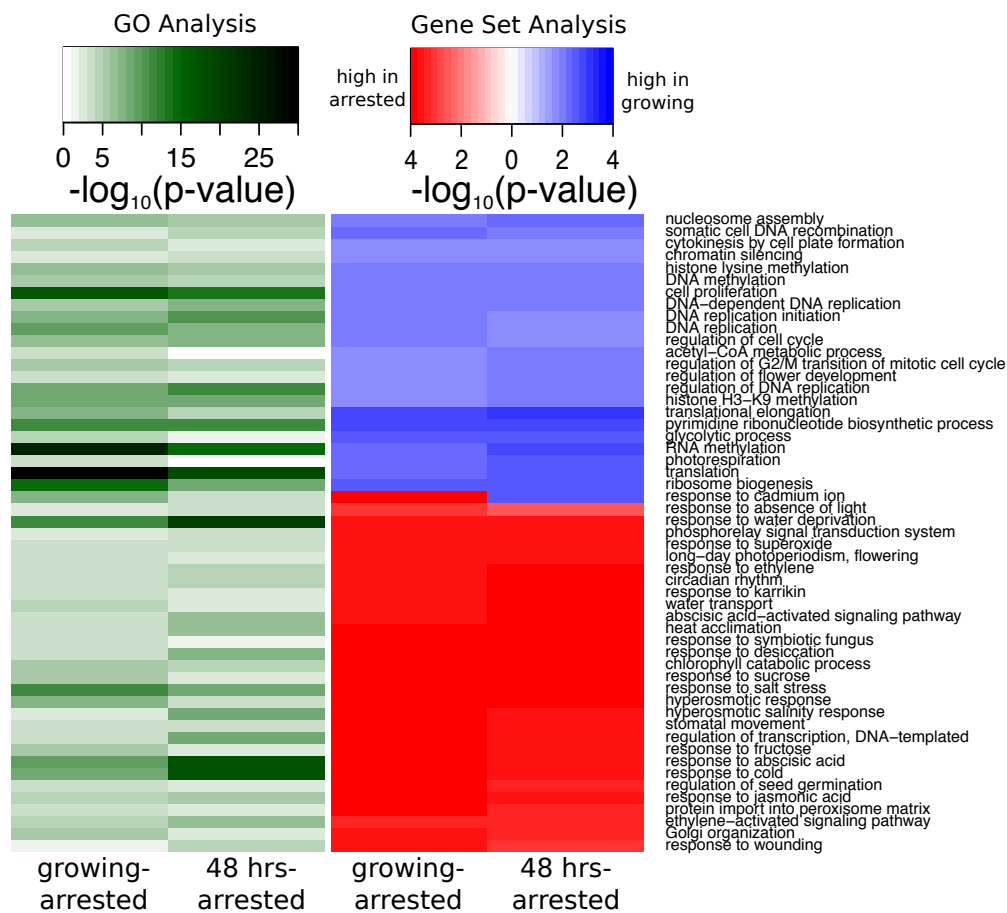 GO Analysis
Gene Set Analysis
high in
arrested
high in
growing
0 5 15 25
4 2 0 2 4
-log10(p-value)
-log10(p-value)
nucleosome assembly
somatic cell DNA recombination
cytokinesis by cell plate formation
chromatin silencing
histone lysine methylation
DNA methylation
cell proliferation
DNA−dependent DNA replication
DNA replication initiation
DNA replication
regulation of cell cycle
acetyl−CoA metabolic process
regulation of G2/M transition of mitotic cell cycle
regulation of flower development
regulation of DNA replication
histone H3−K9 methylation
translational elongation
pyrimidine ribonucleotide biosynthetic process
glycolytic process
RNA methylation
photorespiration
translation
ribosome biogenesis
response to cadmium ion
response to absence of light
response to water deprivation
phosphorelay signal transduction system
response to superoxide
long−day photoperiodism, flowering
response to ethylene
circadian rhythm
response to karrikin
water transport
abscisic acid−activated signaling pathway
heat acclimation
response to symbiotic fungus
response to desiccation
chlorophyll catabolic process
response to sucrose
response to salt stress
hyperosmotic response
hyperosmotic salinity response
stomatal movement
regulation of transcription, DNA−templated
response to fructose
response to abscisic acid
response to cold
regulation of seed germination
response to jasmonic acid
protein import into peroxisome matrix
ethylene−activated signaling pathway
Golgi organization
response to wounding
growing-
arrested
48 hrs-
arrested
growing-
arrested
48 hrs-
arrested